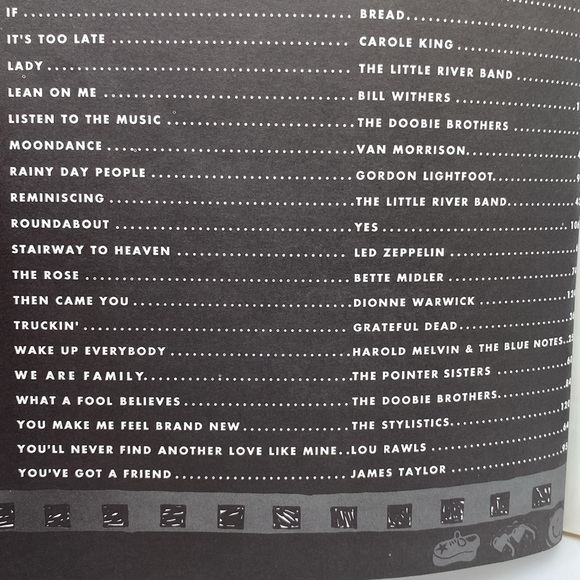 IF BREAD
IT'S TOO LATE CAROLE KING
LADY THE LITTLE RIVER BAND
LEAN ON ME BILL WITHERS
LISTEN TO THE MUSIC THE DOOBIE BROTHERS
MOONDANCE VAN MORRISON
RAINY DAY PEOPLE GORDON LIGHTFOOT
REMINISCING THE LITTLE RIVER BAND
ROUNDABOUT YES
STAIRWAY TO HEAVEN LED ZEPPELIN
THE ROSE BETTE MIDLER
THEN CAME YOU DIONNE WARWICK
TRUCKIN' GRATEFUL DEAD
WAKE UP EVERYBODY HAROLD MELVIN & THE BLUE NOTES
WE ARE FAMILY THE POINTER SISTERS
WHAT A FOOL BELIEVES THE DOOBIE BROTHERS
YOU MAKE ME FEEL BRAND NEW THE STYLISTICS
YOU'LL NEVER FIND ANOTHER LOVE LIKE MINE LOU RAWLS
YOU'VE GOT A FRIEND JAMES TAYLOR